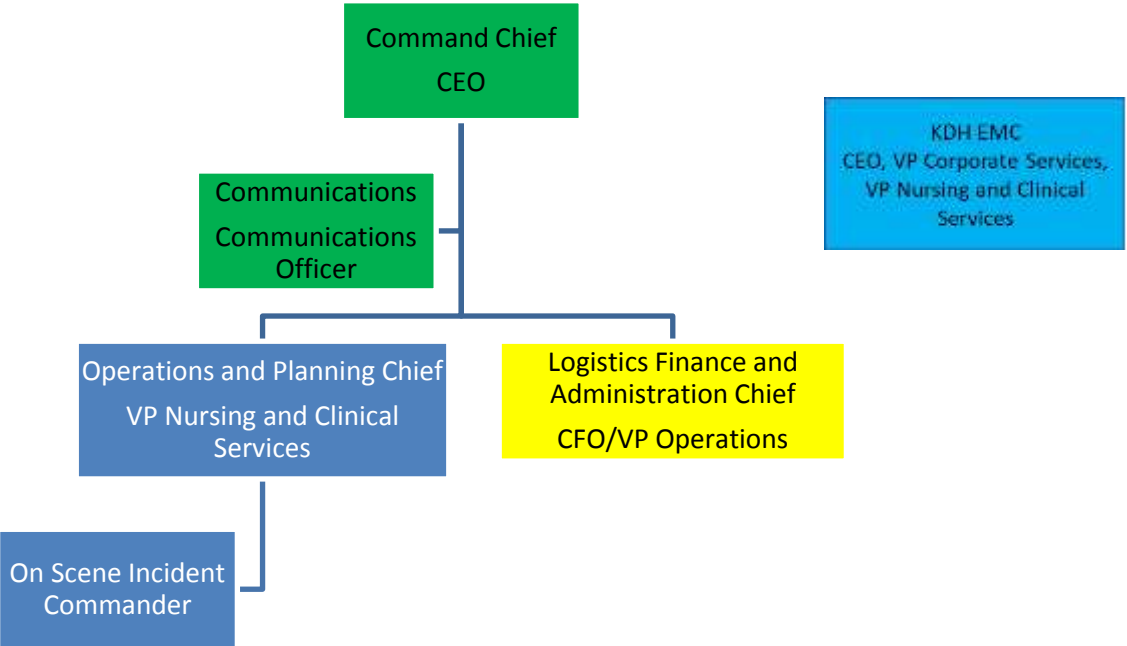 Command Chief
CEO
KDH EMC
CEO, VP Corporate Services,
VP Nursing and Clinical
Services
Communications
Communications
Officer
Operations and Planning Chief
VP Nursing and Clinical
Services
Logistics Finance and
Administration Chief
CFO/VP Operations
On Scene Incident
Commander